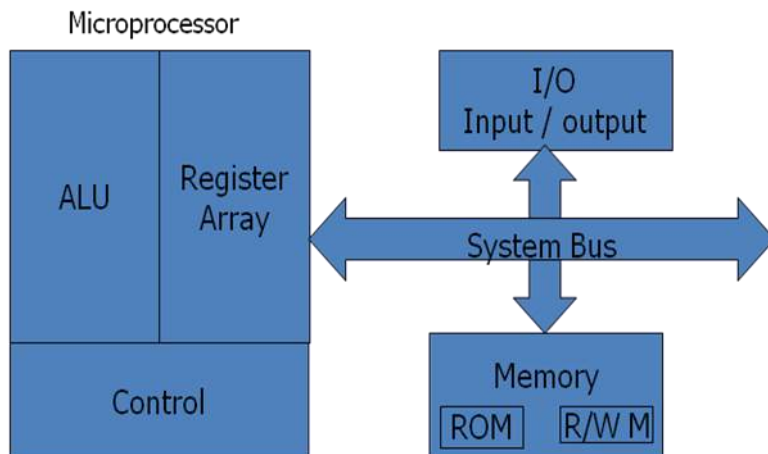 Microprocessor
ALU
Register
Array
Control
I/O
Input / output
System Bus
Memory
ROM
R/W M